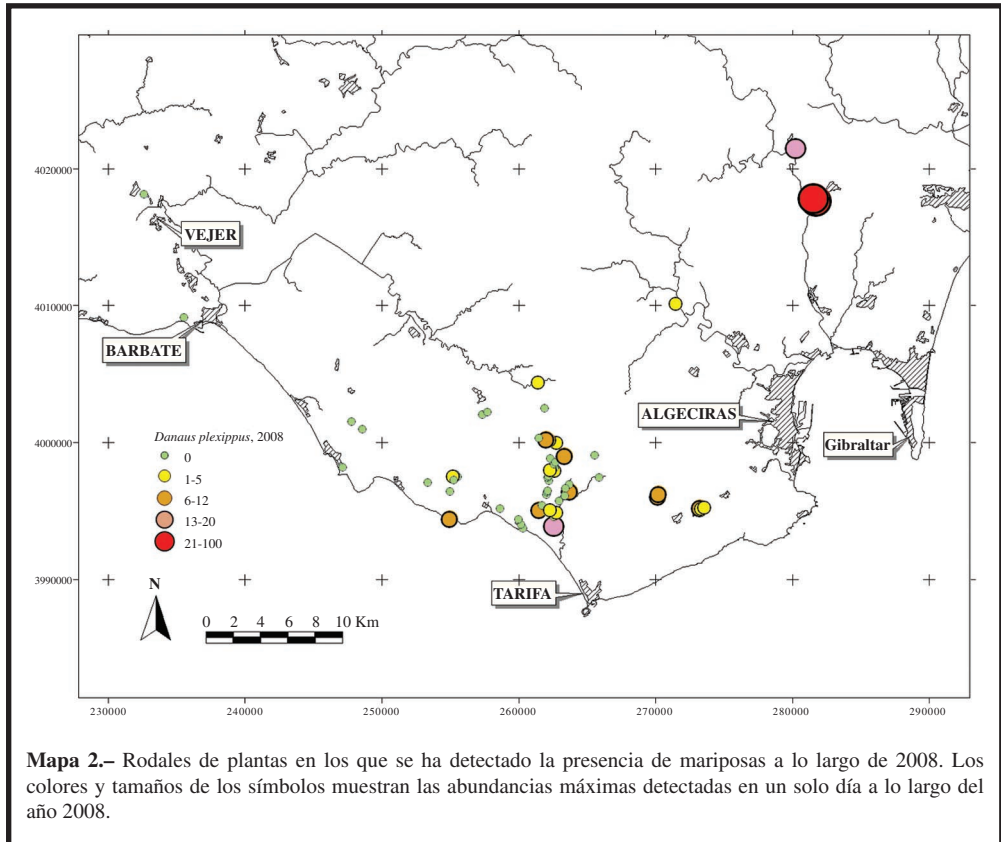 4020000
VEJER
4010000
BARBATE
ALGECIRAS
4000000
Gibraltar
Danaus plexippus, 2008
0
1-5
6-12
13-20
21-100
3990000
TARIFA
N
0 2 4 6 8 10 Km
230000 240000 250000 260000 270000 280000 290000
Mapa 2.– Rodales de plantas en los que se ha detectado la presencia de mariposas a lo largo de 2008. Los
colores y tamaños de los símbolos muestran las abundancias máximas detectadas en un solo día a lo largo del
año 2008.